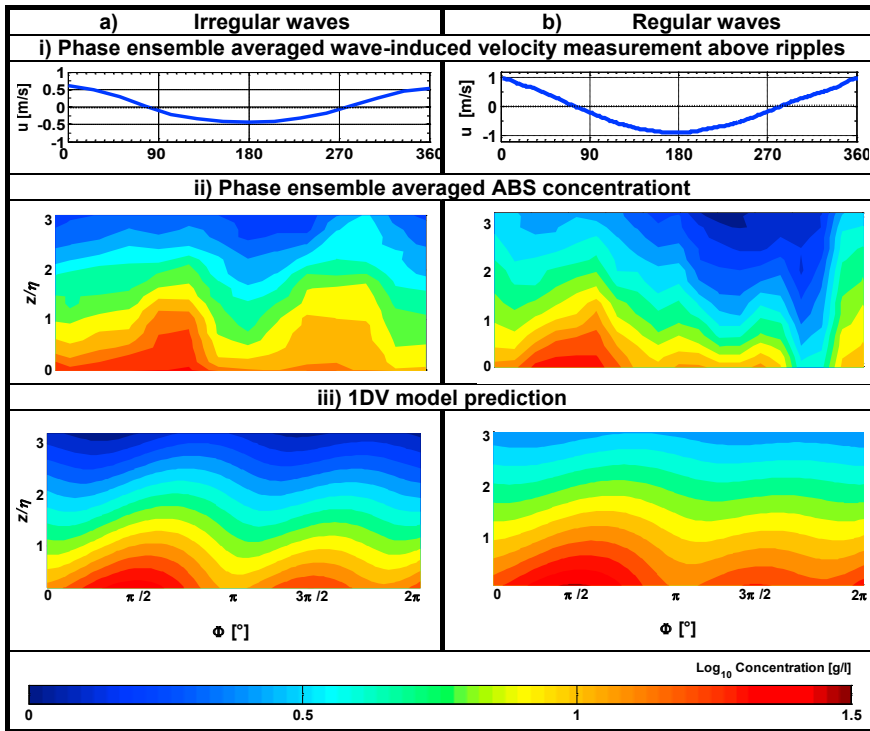 a) Irregular waves
b) Regular waves
i) Phase ensemble averaged wave-induced velocity measurement above ripples
u [m/s]
1
0.5
0
-0.5
-1
0 90 180 270 360
u [m/s]
1
0
-1
0 90 180 270 360
ii) Phase ensemble averaged ABS concentrationt
z/η
3
2
1
0
3
2
1
0
iii) 1DV model prediction
z/η
3
2
1
0 π /2 π 3π /2 2π
Φ [°]
3
2
1
0 π /2 π 3π /2 2π
Φ [°]
Log10 Concentration [g/l]
0 0.5 1 1.5